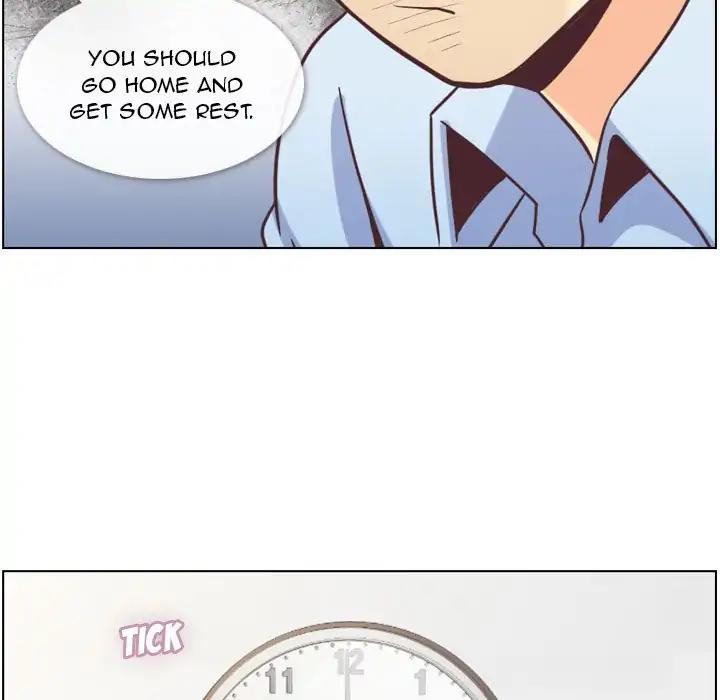 YOU SHOULD
GO HOME AND
GET SOME REST.
TICK
11 12 1